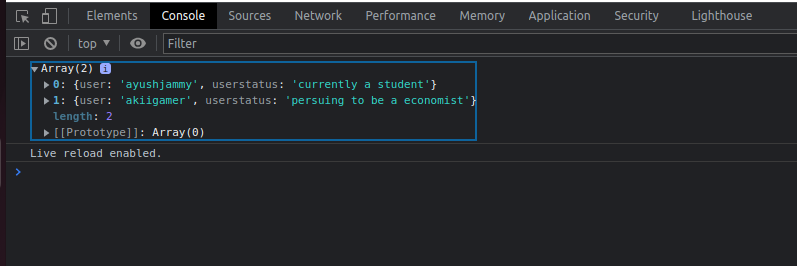 Elements Console Sources Network Performance Memory Application Security Lighthouse
top Filter
Array(2) i
0: {user: 'ayushjammy', userstatus: 'currently a student'}
1: {user: 'akiigamer', userstatus: 'persuing to be a economist'}
length: 2
[[Prototype]]: Array(0)
Live reload enabled.